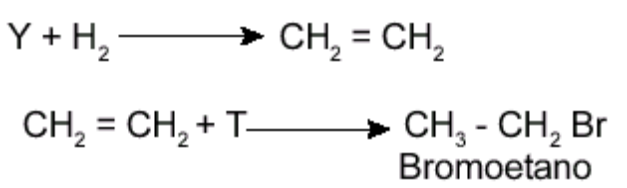 Y + H₂ ⟶ CH₂ = CH₂
CH₂ = CH₂ + T ⟶ CH₃ - CH₂ Br
Bromoetano